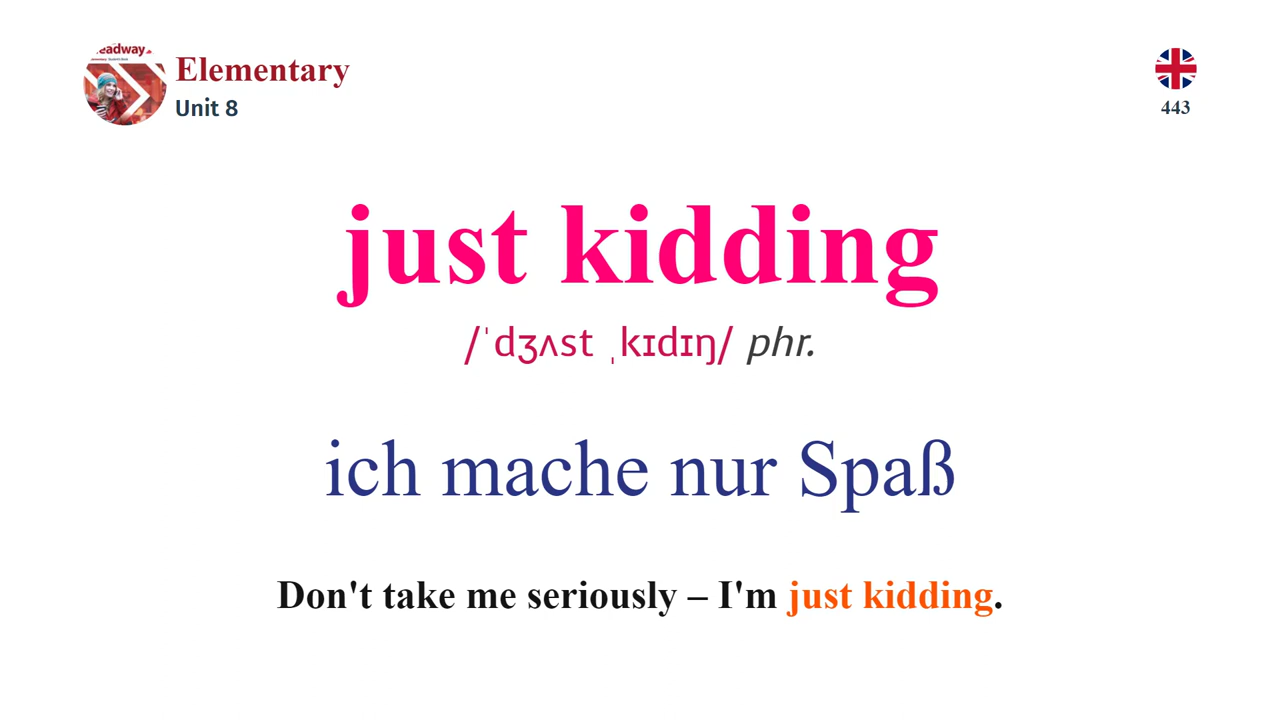 eadway
Elementary
Unit 8
443
just kidding
/ˈdʒʌst ˌkɪdɪŋ/ phr.
ich mache nur Spaß
Don't take me seriously – I'm just kidding.